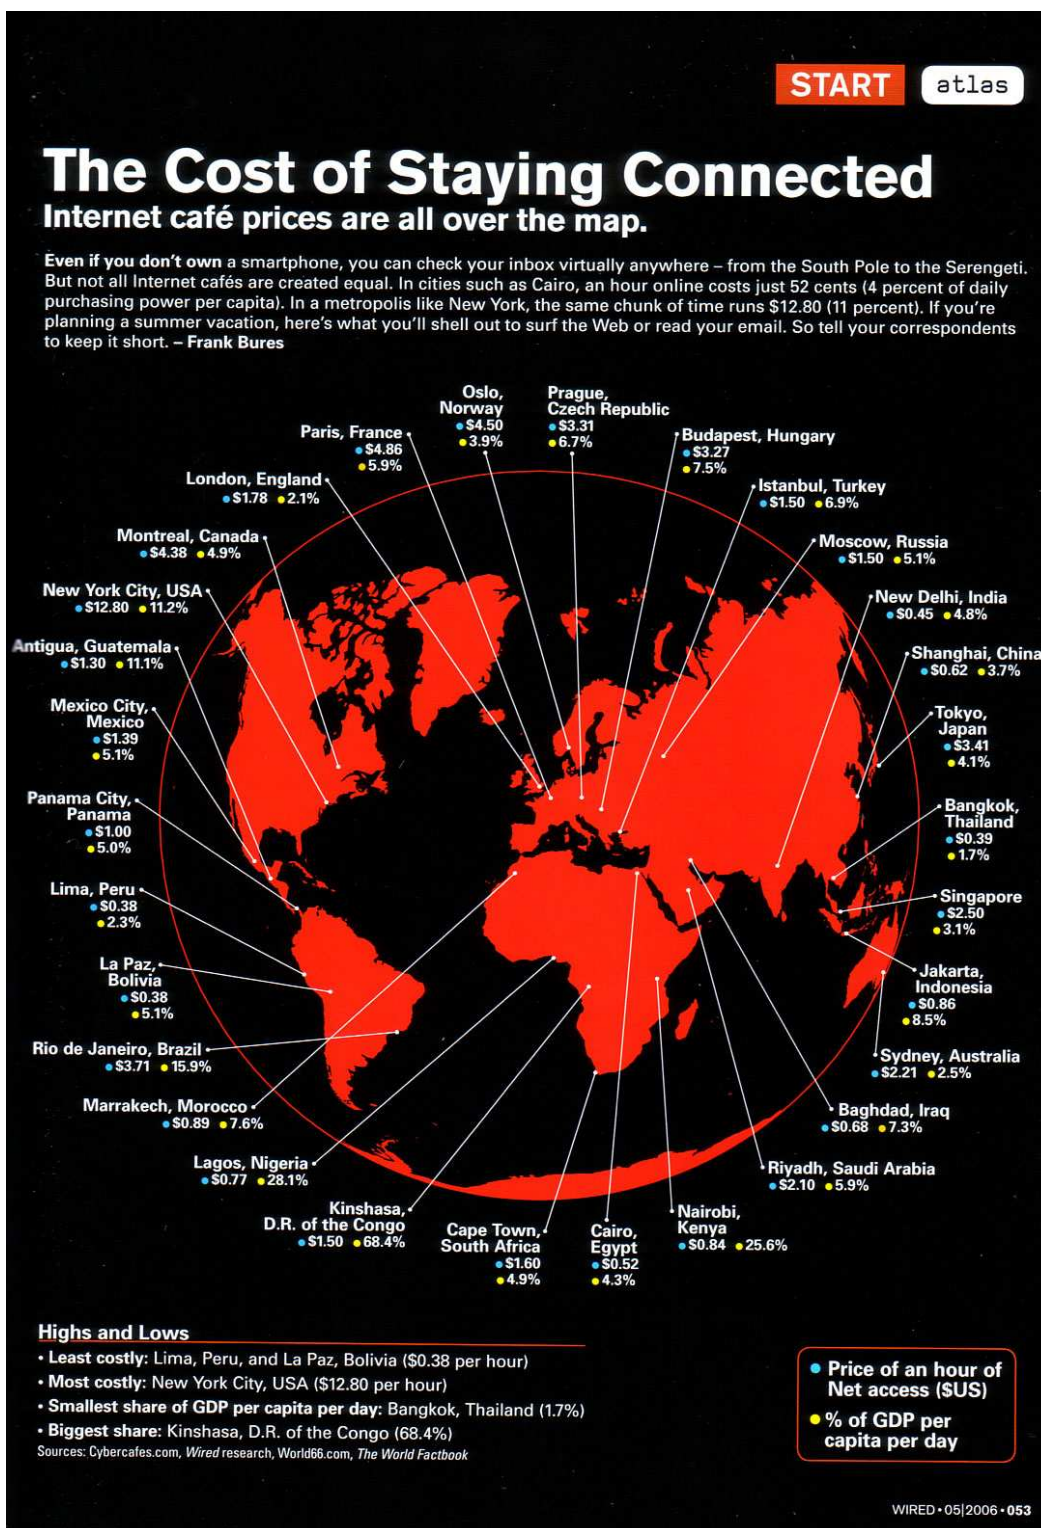 START atlas
The Cost of Staying Connected
Internet café prices are all over the map.
Even if you don't own a smartphone, you can check your inbox virtually anywhere – from the South Pole to the Serengeti.
But not all Internet cafés are created equal. In cities such as Cairo, an hour online costs just 52 cents (4 percent of daily
purchasing power per capita). In a metropolis like New York, the same chunk of time runs $12.80 (11 percent). If you're
planning a summer vacation, here's what you'll shell out to surf the Web or read your email. So tell your correspondents
to keep it short. – Frank Bures
Oslo,
Norway
$4.50
3.9%
Prague,
Czech Republic
$3.31
6.7%
Paris, France
$4.86
5.9%
Budapest, Hungary
$3.27
7.5%
London, England
$1.78 2.1%
Istanbul, Turkey
$1.50 6.9%
Montreal, Canada
$4.38 4.9%
Moscow, Russia
$1.50 5.1%
New York City, USA
$12.80 11.2%
New Delhi, India
$0.45 4.8%
Antigua, Guatemala
$1.30 11.1%
Shanghai, China
$0.62 3.7%
Mexico City,
Mexico
$1.39
5.1%
Tokyo,
Japan
$3.41
4.1%
Panama City,
Panama
$1.00
5.0%
Bangkok,
Thailand
$0.39
1.7%
Lima, Peru
$0.38
2.3%
Singapore
$2.50
3.1%
La Paz,
Bolivia
$0.38
5.1%
Jakarta,
Indonesia
$0.86
8.5%
Rio de Janeiro, Brazil
$3.71 15.9%
Sydney, Australia
$2.21 2.5%
Marrakech, Morocco
$0.89 7.6%
Baghdad, Iraq
$0.68 7.3%
Lagos, Nigeria
$0.77 28.1%
Riyadh, Saudi Arabia
$2.10 5.9%
Kinshasa,
D.R. of the Congo
$1.50 68.4%
Cape Town,
South Africa
$1.60
4.9%
Cairo,
Egypt
$0.52
4.3%
Nairobi,
Kenya
$0.84 25.6%
Highs and Lows
• Least costly: Lima, Peru, and La Paz, Bolivia ($0.38 per hour)
• Most costly: New York City, USA ($12.80 per hour)
• Smallest share of GDP per capita per day: Bangkok, Thailand (1.7%)
• Biggest share: Kinshasa, D.R. of the Congo (68.4%)
Sources: Cybercafes.com, Wired research, World66.com, The World Factbook
Price of an hour of
Net access ($US)
% of GDP per
capita per day
WIRED • 05|2006 • 053